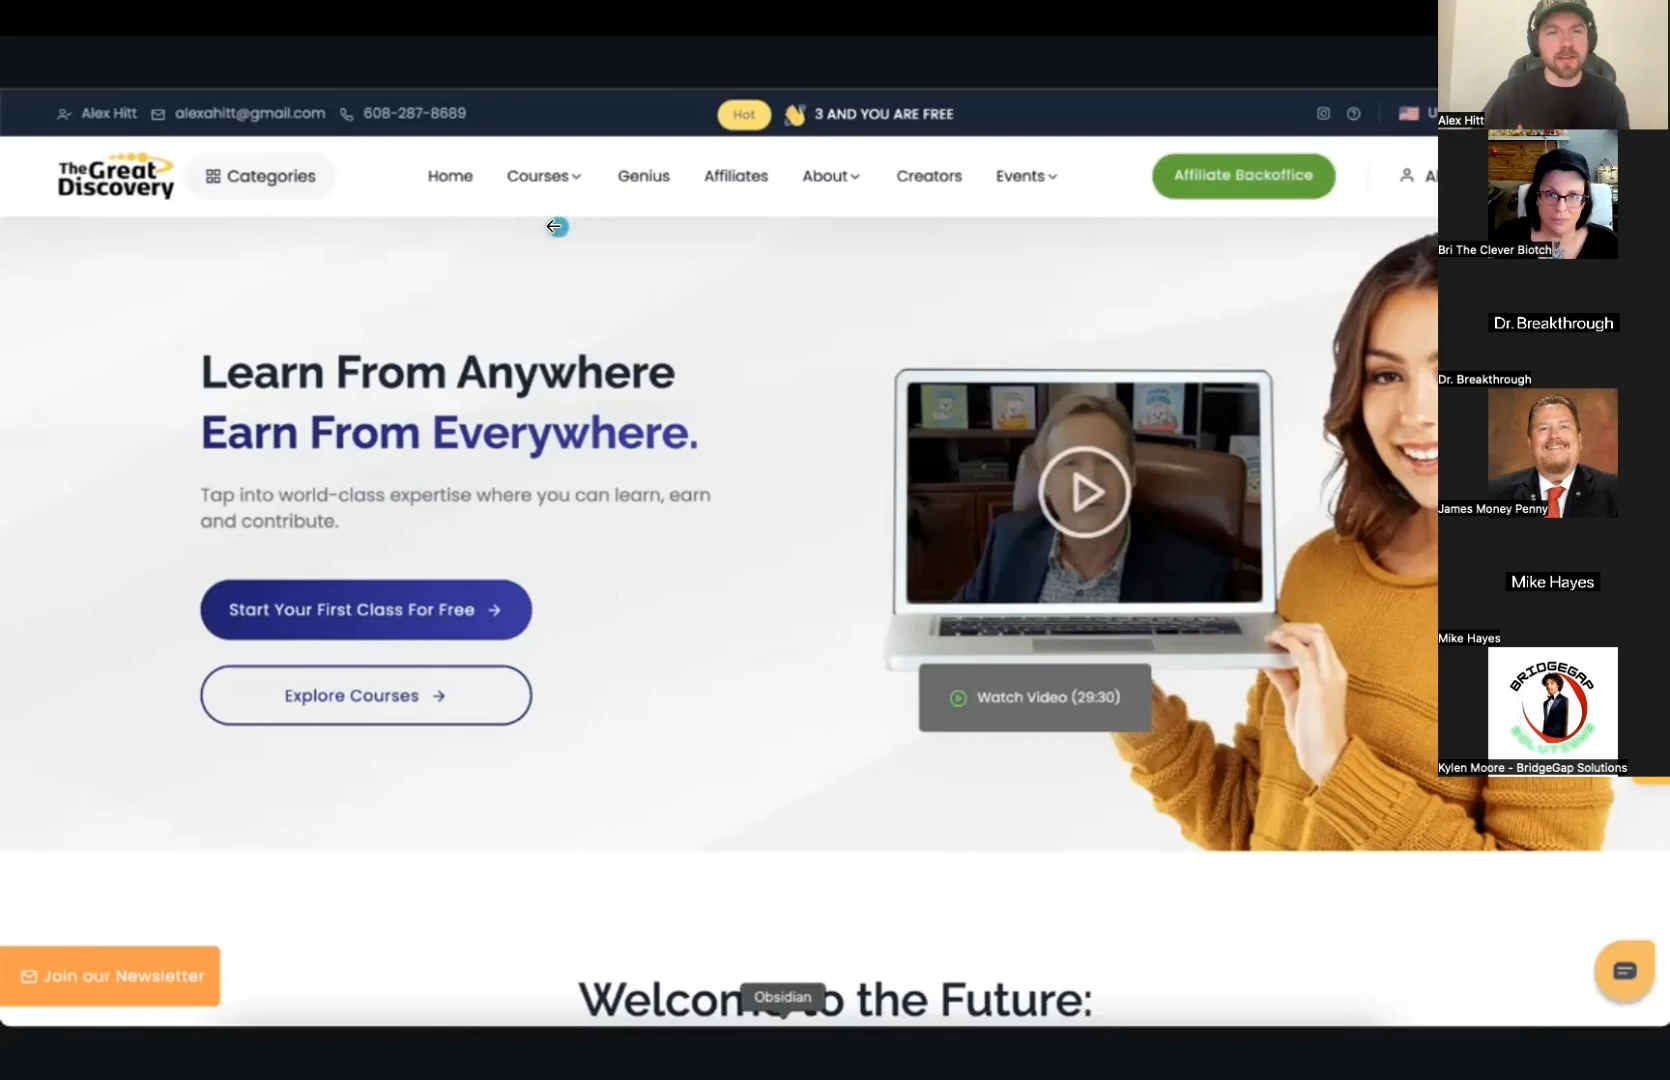 Alex Hitt
alexahitt@gmail.com
608-287-8689
Hot
3 AND YOU ARE FREE
The Great
Discovery
Categories
Home
Courses
Genius
Affiliates
About
Creators
Events
Affiliate Backoffice
Learn From Anywhere
Earn From Everywhere.
Tap into world-class expertise where you can learn, earn
and contribute.
Start Your First Class For Free
Explore Courses
Watch Video (29:30)
Join our Newsletter
Obsidian
to the Future:
Alex Hitt
Bri The Clever Biotch
Dr. Breakthrough
Dr. Breakthrough
James Money Penny
Mike Hayes
Mike Hayes
BRIDGEGAP
SOLUTIONS
Kylen Moore - BridgeGap Solutions